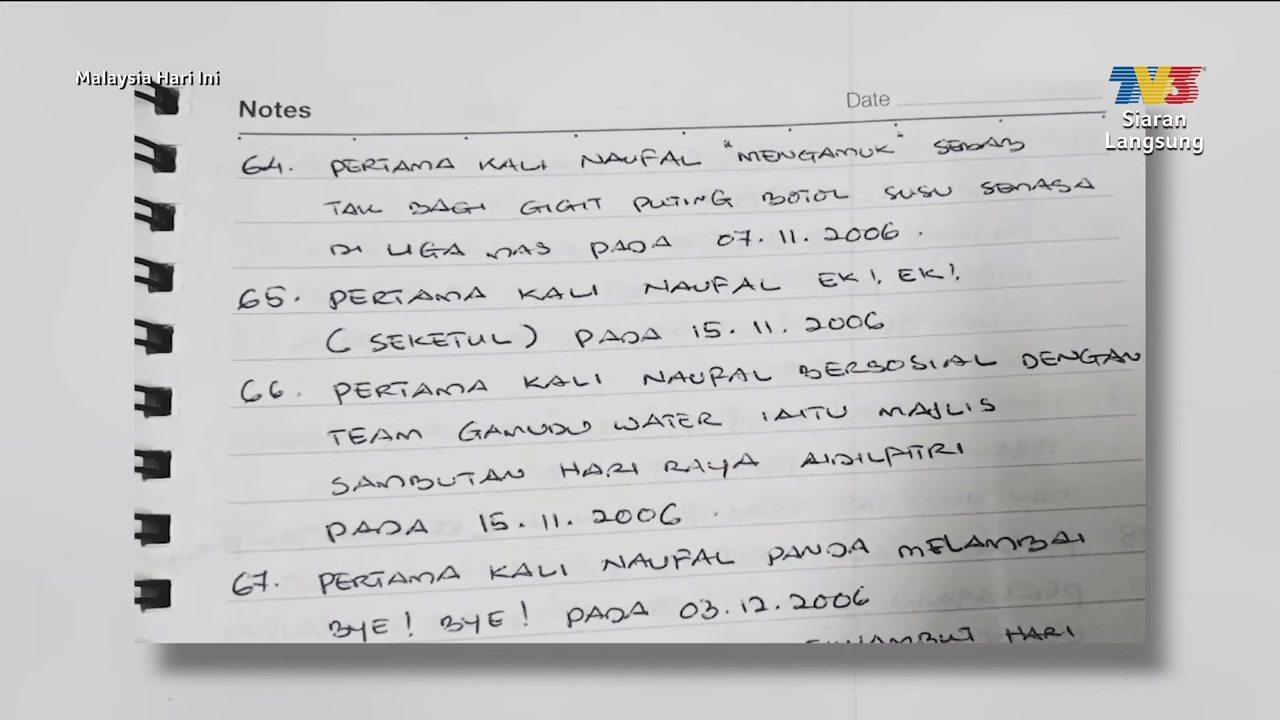 Malaysia Hari Ini
TV3
Siaran
Langsung
Notes
Date
64. PERTAMA KALI NAUFAL "MENGAMUK" SEBAB
TAK BAGI GIGIT PUTING BOTOL SUSU SEMASA
DI LIGA MAS PADA 07.11.2006.
65. PERTAMA KALI NAUFAL EK! EK!
(SEKETUL) PADA 15.11.2006
66. PERTAMA KALI NAUFAL BERSOSIAL DENGAN
TEAM GAMUDU WATER IAITU MAJLIS
SAMBUTAN HARI RAYA AIDILFITRI
PADA 15.11.2006.
67. PERTAMA KALI NAUFAL PANDA MELAMBAI
BYE! BYE! PADA 03.12.2006
HARI